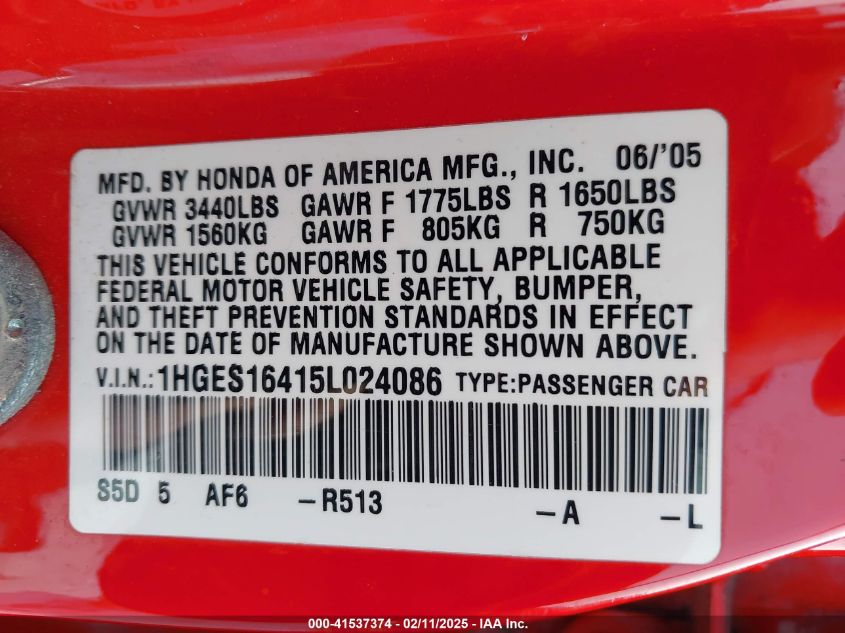 MFD. BY HONDA OF AMERICA MFG., INC. 06/'05
GVWR 3440LBS GAWR F 1775LBS R 1650LBS
GVWR 1560KG GAWR F 805KG R 750KG
THIS VEHICLE CONFORMS TO ALL APPLICABLE
FEDERAL MOTOR VEHICLE SAFETY, BUMPER,
AND THEFT PREVENTION STANDARDS IN EFFECT
ON THE DATE OF MANUFACTURE SHOWN ABOVE.
V.I.N.: 1HGES16415L024086 TYPE:PASSENGER CAR
S5D 5 AF6 -R513 -A -L
000-41537374 | 02/11/2025 - IAA Inc.